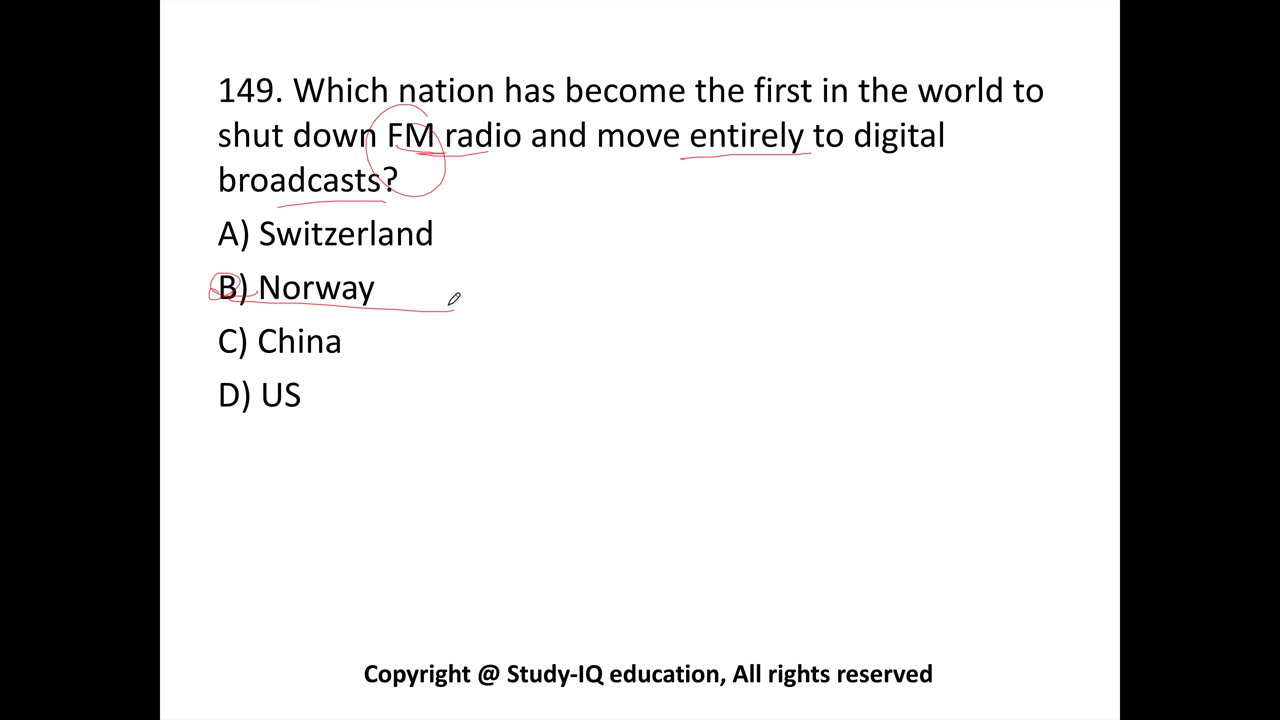 149. Which nation has become the first in the world to
shut down FM radio and move entirely to digital
broadcasts?
A) Switzerland
B) Norway
C) China
D) US
Copyright @ Study-IQ education, All rights reserved